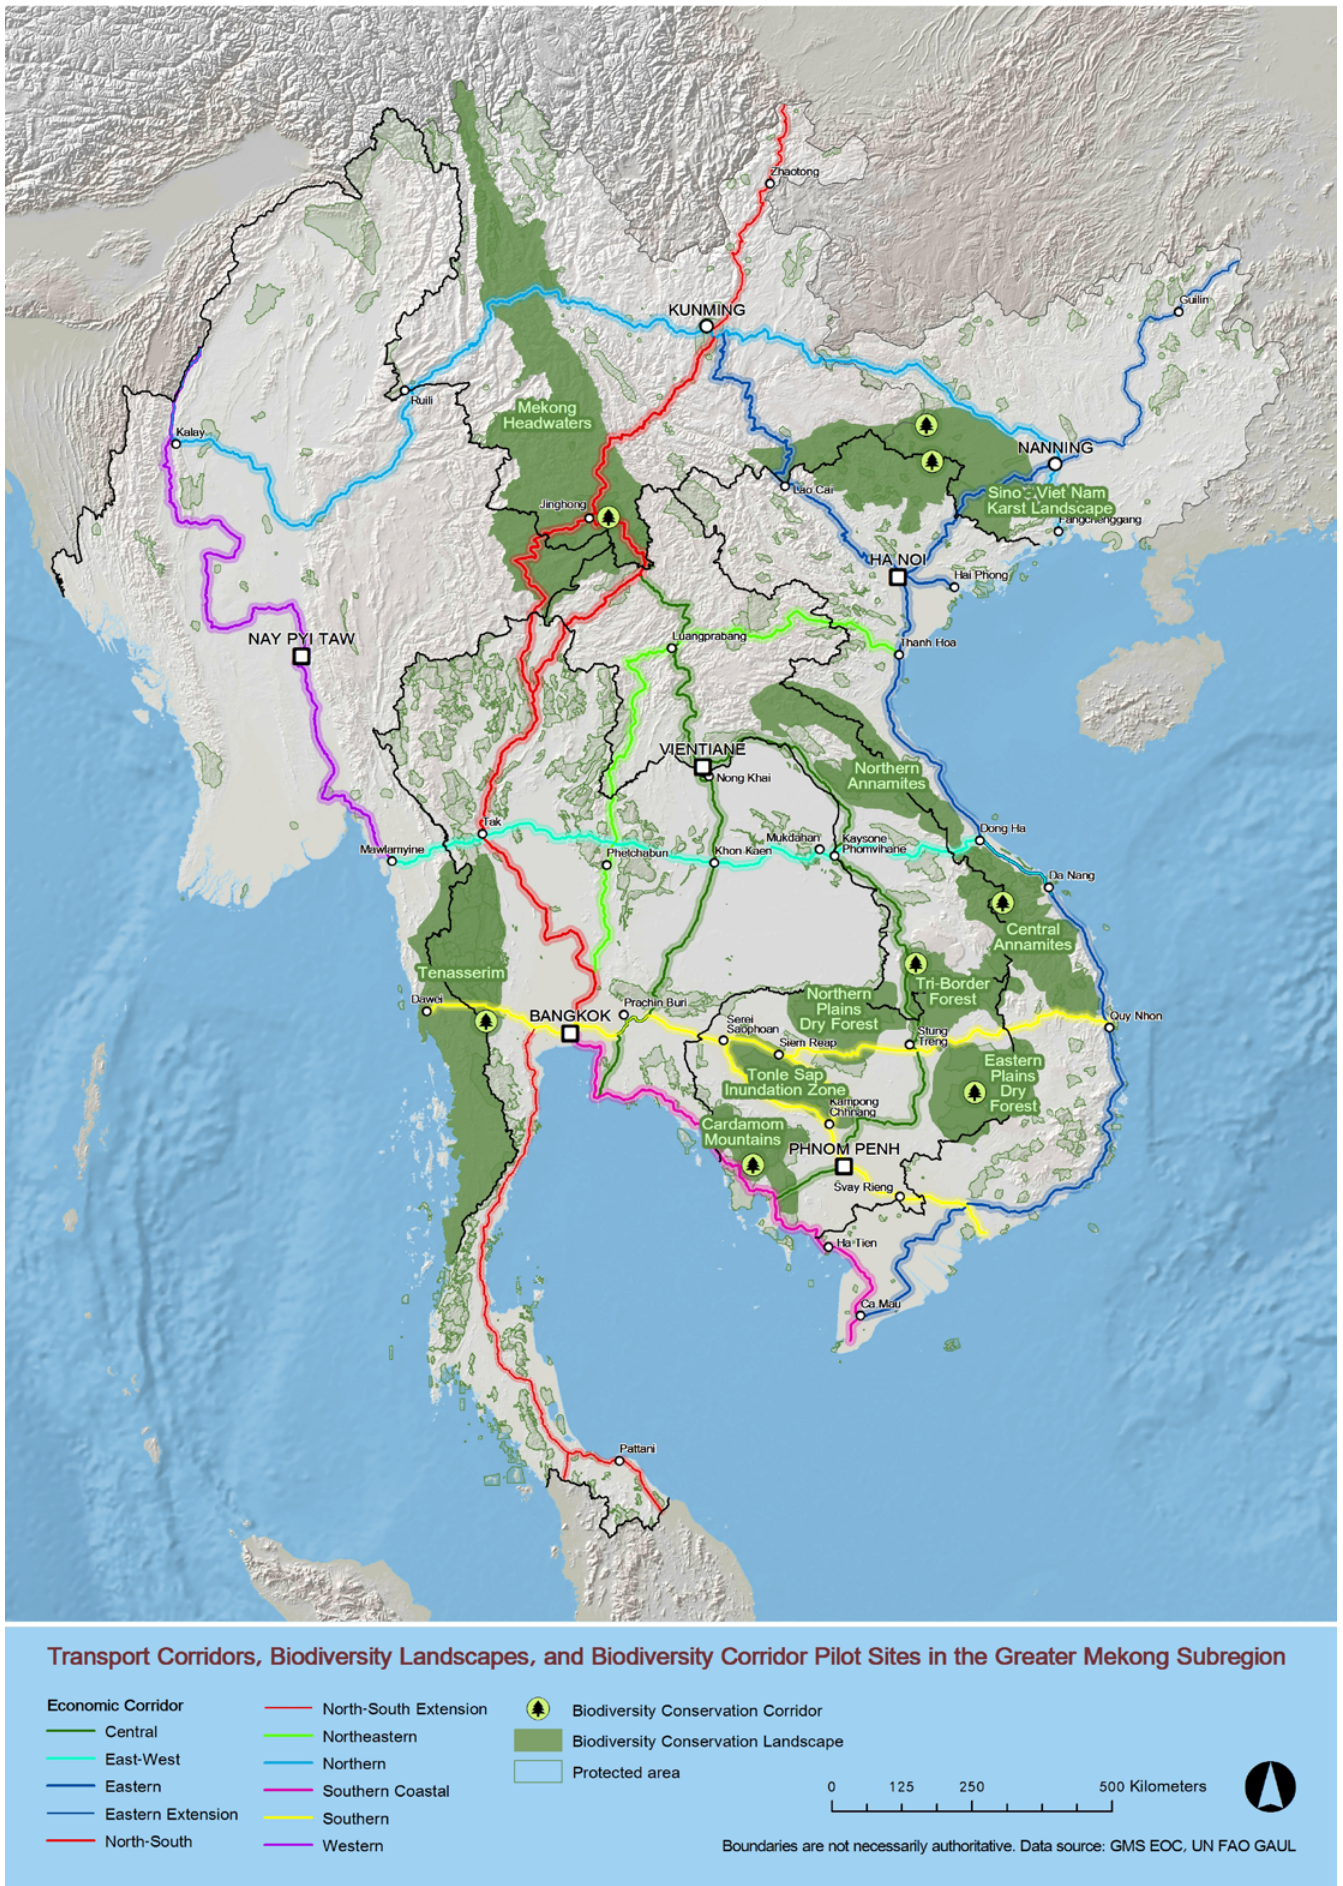 Zhaotong
KUNMING
Guilin
Ruili
Mekong
Headwaters
Kalay
NANNING
Lao Cai
Sino - Viet Nam
Karst Landscape
Jinghong
Fangchenggang
HA NOI
Hai Phong
NAY PYI TAW
Luangprabang
Thanh Hoa
VIENTIANE
Nong Khai
Northern
Annamites
Tak
Mawlamyine
Phetchabun
Khon Kaen
Mukdahan
Kaysone
Phomvihane
Dong Ha
Da Nang
Central
Annamites
Tenasserim
Tri-Border
Forest
Dawei
BANGKOK
Prachin Buri
Northern
Plains
Dry Forest
Serei
Saophoan
Siem Reap
Stung
Treng
Quy Nhon
Tonle Sap
Inundation Zone
Eastern
Plains
Dry
Forest
Kampong
Chhnang
Cardamom
Mountains
PHNOM PENH
Svay Rieng
Ha Tien
Ca Mau
Pattani
Transport Corridors, Biodiversity Landscapes, and Biodiversity Corridor Pilot Sites in the Greater Mekong Subregion
Economic Corridor
Central
East-West
Eastern
Eastern Extension
North-South
North-South Extension
Northeastern
Northern
Southern Coastal
Southern
Western
Biodiversity Conservation Corridor
Biodiversity Conservation Landscape
Protected area
0 125 250 500 Kilometers
Boundaries are not necessarily authoritative. Data source: GMS EOC, UN FAO GAUL